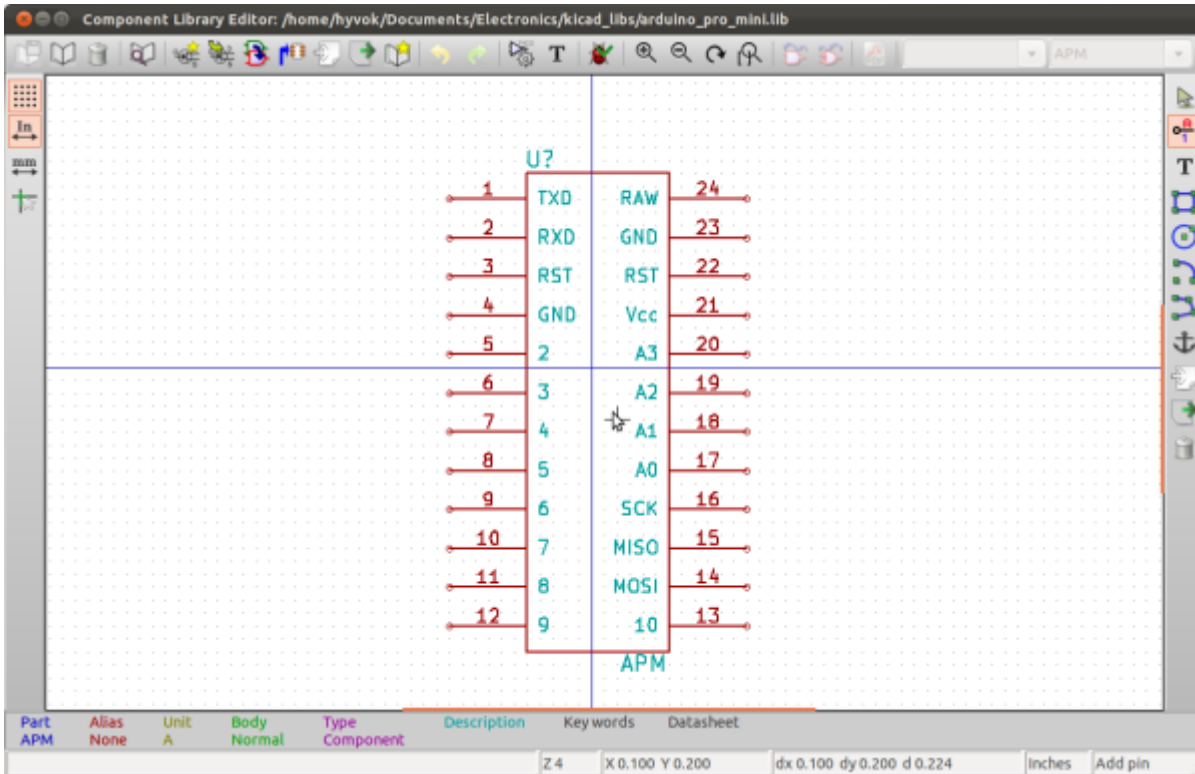 Component Library Editor: /home/hyvok/Documents/Electronics/kicad_libs/arduino_pro_mini.lib
T
APM
In
mm
T
U?
1 TXD RAW 24
2 RXD GND 23
3 RST RST 22
4 GND Vcc 21
5 2 A3 20
6 3 A2 19
7 4 A1 18
8 5 A0 17
9 6 SCK 16
10 7 MISO 15
11 8 MOSI 14
12 9 10 13
APM
Part Alias Unit Body Type Description Key words Datasheet
APM None A Normal Component
Z 4 X 0.100 Y 0.200 dx 0.100 dy 0.200 d 0.224 Inches Add pin